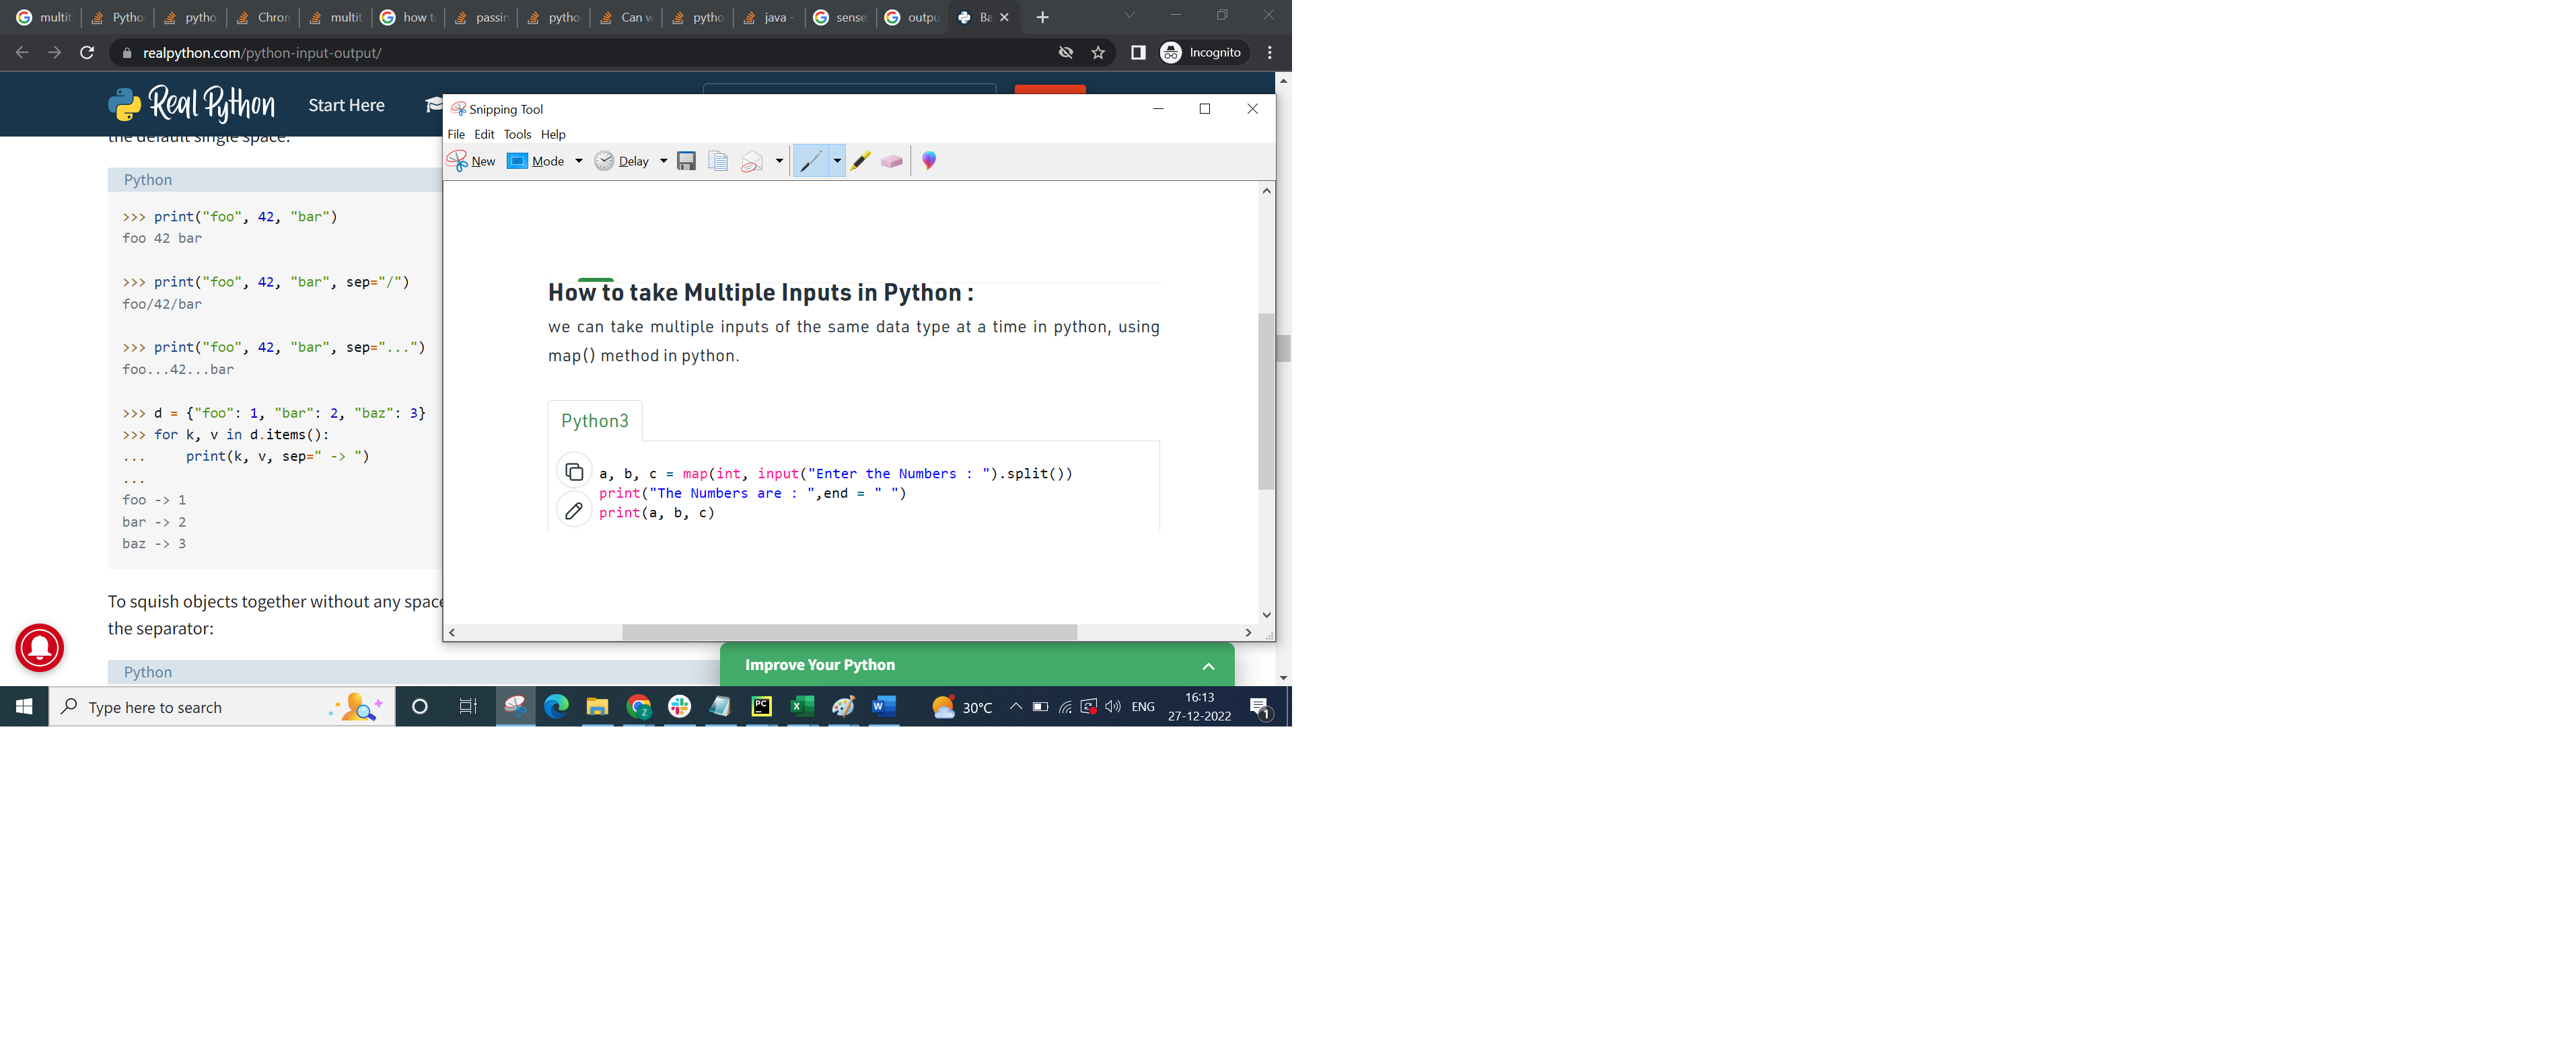 multit
Pytho
pytho
Chron
multit
how t
passin
pytho
Can w
pytho
java -
sense
outpu
Ba
realpython.com/python-input-output/
Incognito
Real Python
Start Here
the default single space:
Python
>>> print("foo", 42, "bar")
foo 42 bar
>>> print("foo", 42, "bar", sep="/")
foo/42/bar
>>> print("foo", 42, "bar", sep="...")
foo...42...bar
>>> d = {"foo": 1, "bar": 2, "baz": 3}
>>> for k, v in d.items():
... print(k, v, sep=" -> ")
...
foo -> 1
bar -> 2
baz -> 3
To squish objects together without any space
the separator:
Python
Snipping Tool
File Edit Tools Help
New Mode Delay
How to take Multiple Inputs in Python :
we can take multiple inputs of the same data type at a time in python, using
map() method in python.
Python3
a, b, c = map(int, input("Enter the Numbers : ").split())
print("The Numbers are : ",end = " ")
print(a, b, c)
Improve Your Python
Type here to search
PC
X
W
30°C
ENG
16:13
27-12-2022
1